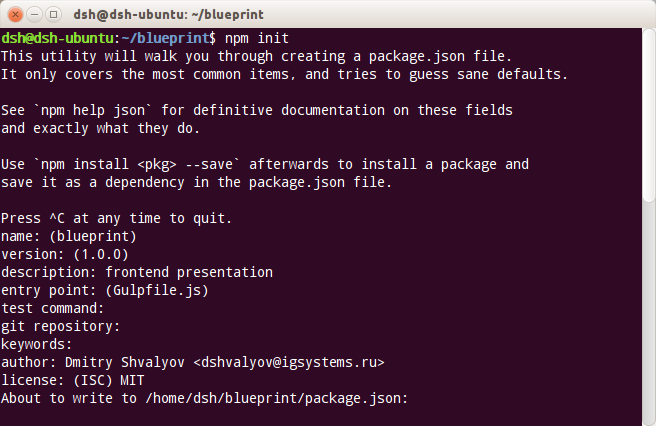 dsh@dsh-ubuntu: ~/blueprint
dsh@dsh-ubuntu:~/blueprint$ npm init
This utility will walk you through creating a package.json file.
It only covers the most common items, and tries to guess sane defaults.
See `npm help json` for definitive documentation on these fields
and exactly what they do.
Use `npm install <pkg> --save` afterwards to install a package and
save it as a dependency in the package.json file.
Press ^C at any time to quit.
name: (blueprint)
version: (1.0.0)
description: frontend presentation
entry point: (Gulpfile.js)
test command:
git repository:
keywords:
author: Dmitry Shvalyov <dshvalyov@igsystems.ru>
license: (ISC) MIT
About to write to /home/dsh/blueprint/package.json: